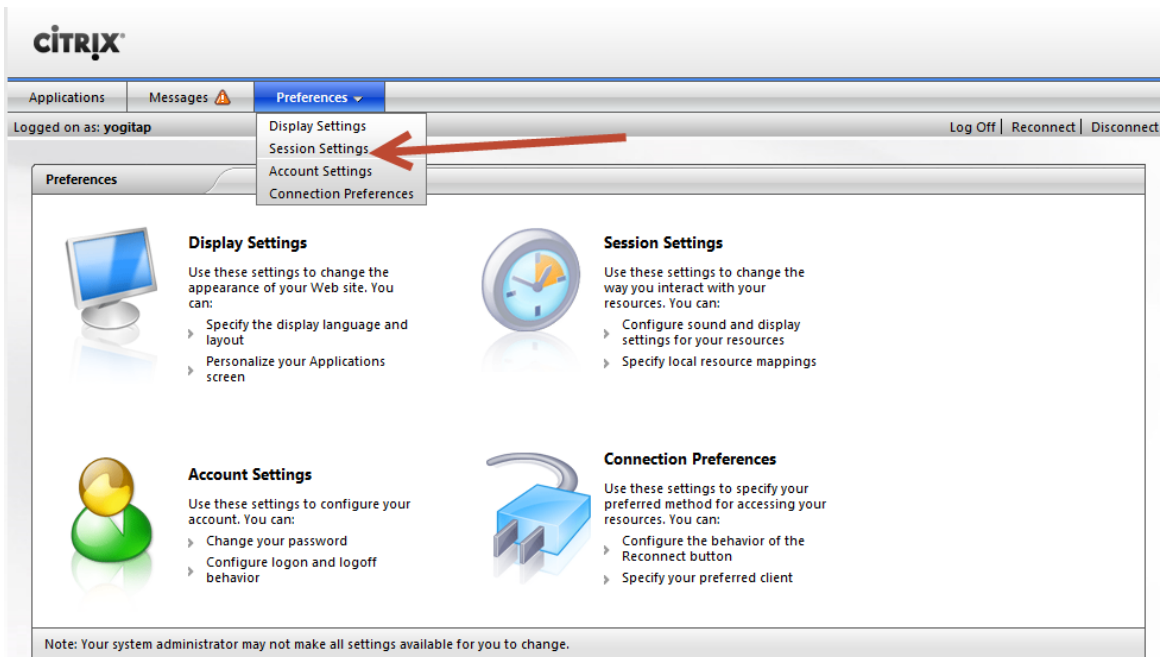 CITRIX
Applications Messages Preferences
Logged on as: yogitap Log Off | Reconnect | Disconnect
Display Settings
Session Settings
Account Settings
Connection Preferences
Preferences
Display Settings
Use these settings to change the
appearance of your Web site. You
can:
Specify the display language and
layout
Personalize your Applications
screen
Session Settings
Use these settings to change the
way you interact with your
resources. You can:
Configure sound and display
settings for your resources
Specify local resource mappings
Account Settings
Use these settings to configure your
account. You can:
Change your password
Configure logon and logoff
behavior
Connection Preferences
Use these settings to specify your
preferred method for accessing your
resources. You can:
Configure the behavior of the
Reconnect button
Specify your preferred client
Note: Your system administrator may not make all settings available for you to change.